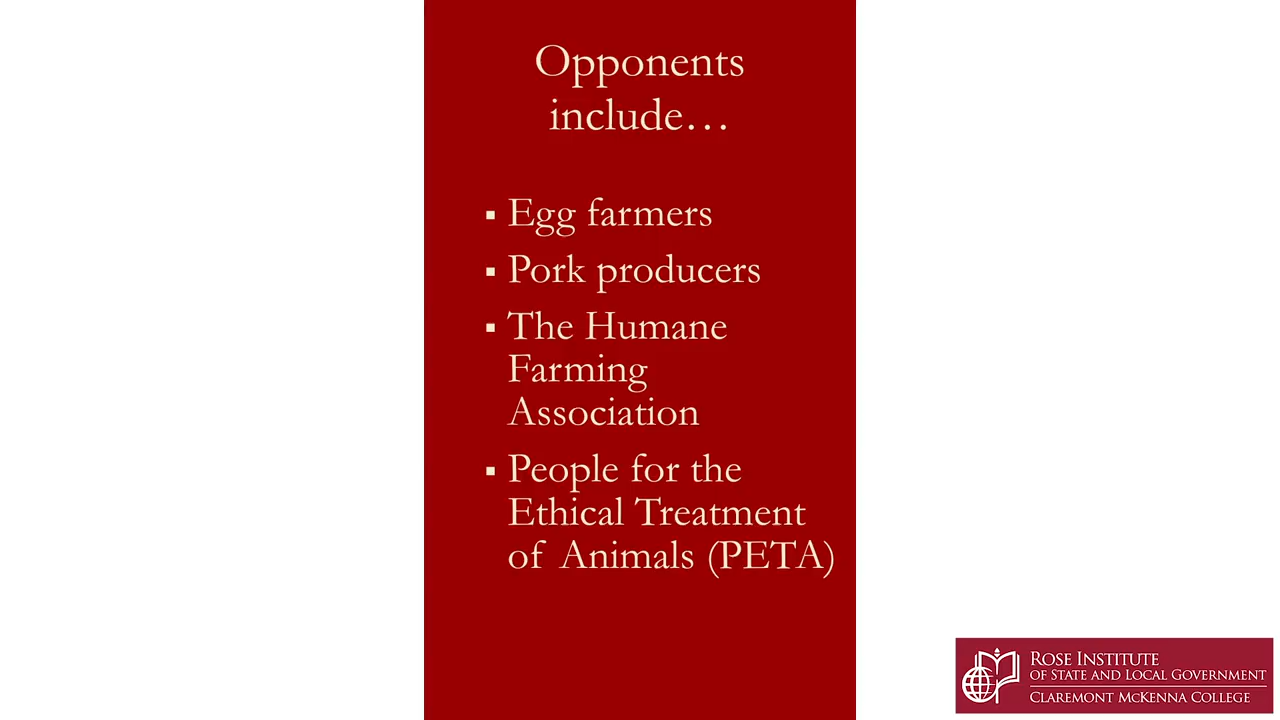 Opponents
include…
▪ Egg farmers
▪ Pork producers
▪ The Humane
Farming
Association
▪ People for the
Ethical Treatment
of Animals (PETA)
ROSE INSTITUTE
OF STATE AND LOCAL GOVERNMENT
CLAREMONT MCKENNA COLLEGE